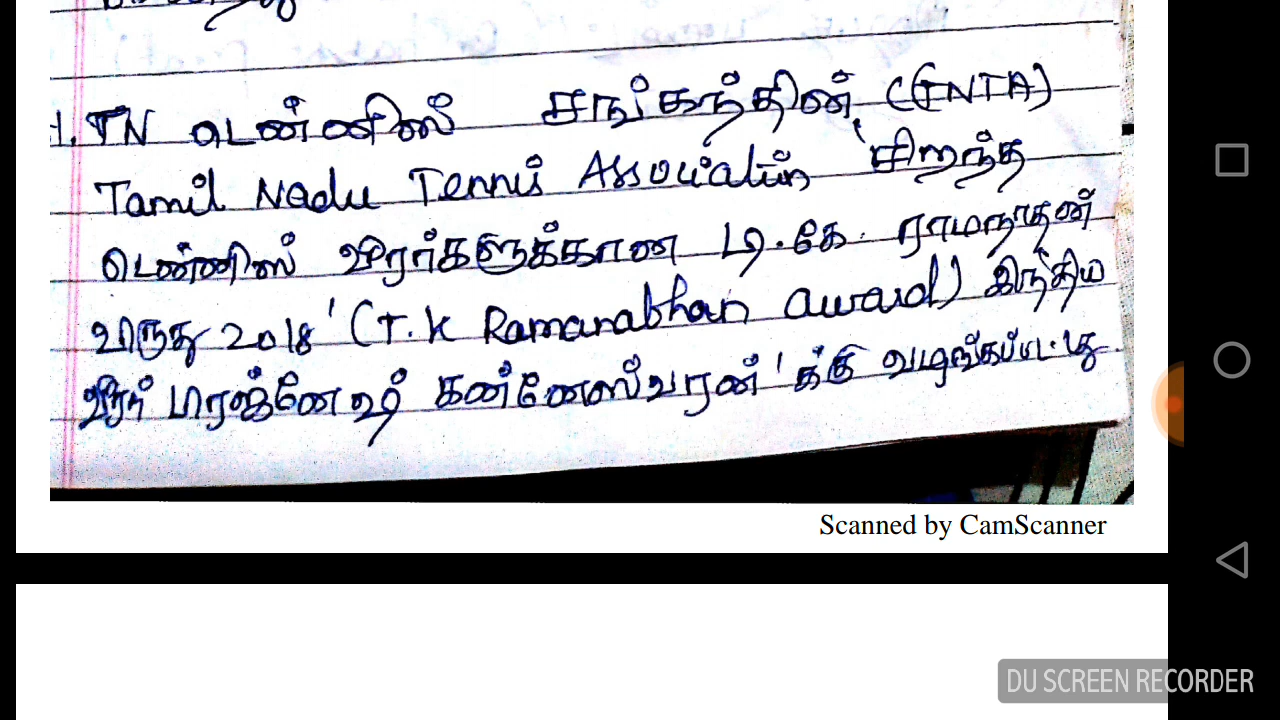 1. TN டென்னிஸ் சங்கத்தின் (TNTA)
Tamil Nadu Tennis Association 'சிறந்த
டென்னிஸ் வீரர்களுக்கான டி.கே. ராமநாதன்
விருது 2018' (T.K Ramanathan award) இந்திய
வீரர் பிரஜ்னேஷ் கன்னேஸ்வரன்'க்கு வழங்கப்பட்டது.
Scanned by CamScanner
DU SCREEN RECORDER